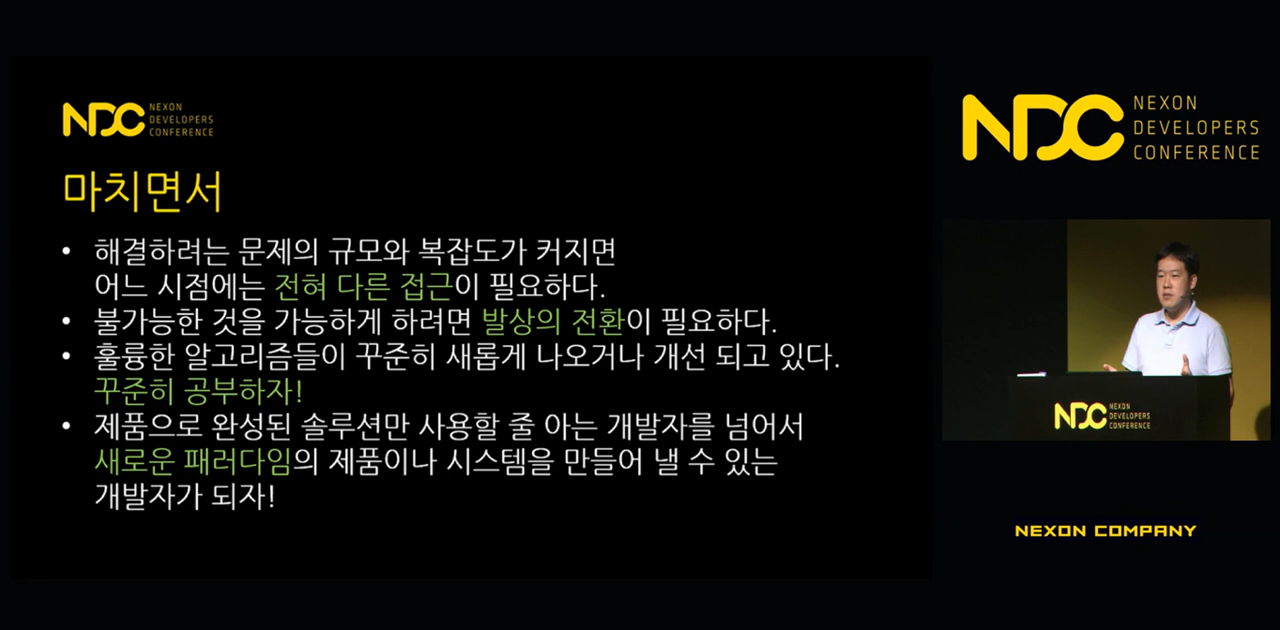 NDC NEXON
DEVELOPERS
CONFERENCE
마치면서
• 해결하려는 문제의 규모와 복잡도가 커지면
어느 시점에는 전혀 다른 접근이 필요하다.
• 불가능한 것을 가능하게 하려면 발상의 전환이 필요하다.
• 훌륭한 알고리즘들이 꾸준히 새롭게 나오거나 개선 되고 있다.
꾸준히 공부하자!
• 제품으로 완성된 솔루션만 사용할 줄 아는 개발자를 넘어서
새로운 패러다임의 제품이나 시스템을 만들어 낼 수 있는
개발자가 되자!
NDC NEXON
DEVELOPERS
CONFERENCE
NDC NEXON
DEVELOPERS
CONFERENCE
NEXON COMPANY